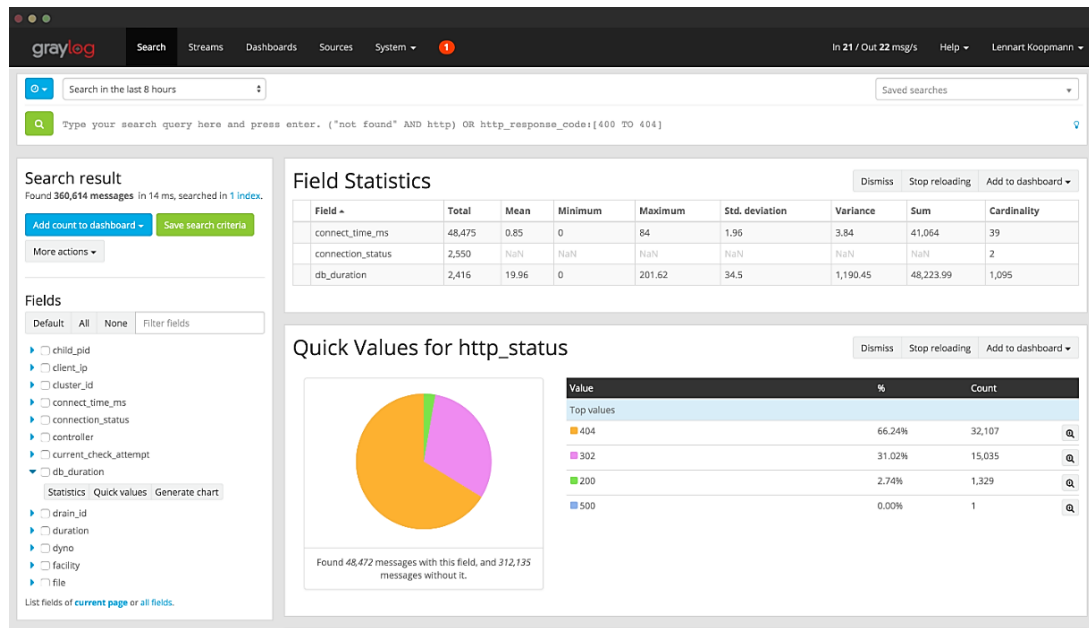 graylog Search Streams Dashboards Sources System 1 In 21 / Out 22 msg/s Help Lennart Koopmann
Search in the last 8 hours Saved searches
Type your search query here and press enter. ("not found" AND http) OR http_response_code:[400 TO 404]
Search result
Found 360,614 messages in 14 ms, searched in 1 index.
Add count to dashboard Save search criteria
More actions
Fields
Default All None Filter fields
child_pid
client_ip
cluster_id
connect_time_ms
connection_status
controller
current_check_attempt
db_duration
Statistics Quick values Generate chart
drain_id
duration
dyno
facility
file
List fields of current page or all fields.
Field Statistics Dismiss Stop reloading Add to dashboard
Field Total Mean Minimum Maximum Std. deviation Variance Sum Cardinality
connect_time_ms 48,475 0.85 0 84 1.96 3.84 41,064 39
connection_status 2,550 NaN NaN NaN NaN NaN NaN 2
db_duration 2,416 19.96 0 201.62 34.5 1,190.45 48,223.99 1,095
Quick Values for http_status Dismiss Stop reloading Add to dashboard
Found 48,472 messages with this field, and 312,135
messages without it.
Value % Count
Top values
404 66.24% 32,107
302 31.02% 15,035
200 2.74% 1,329
500 0.00% 1